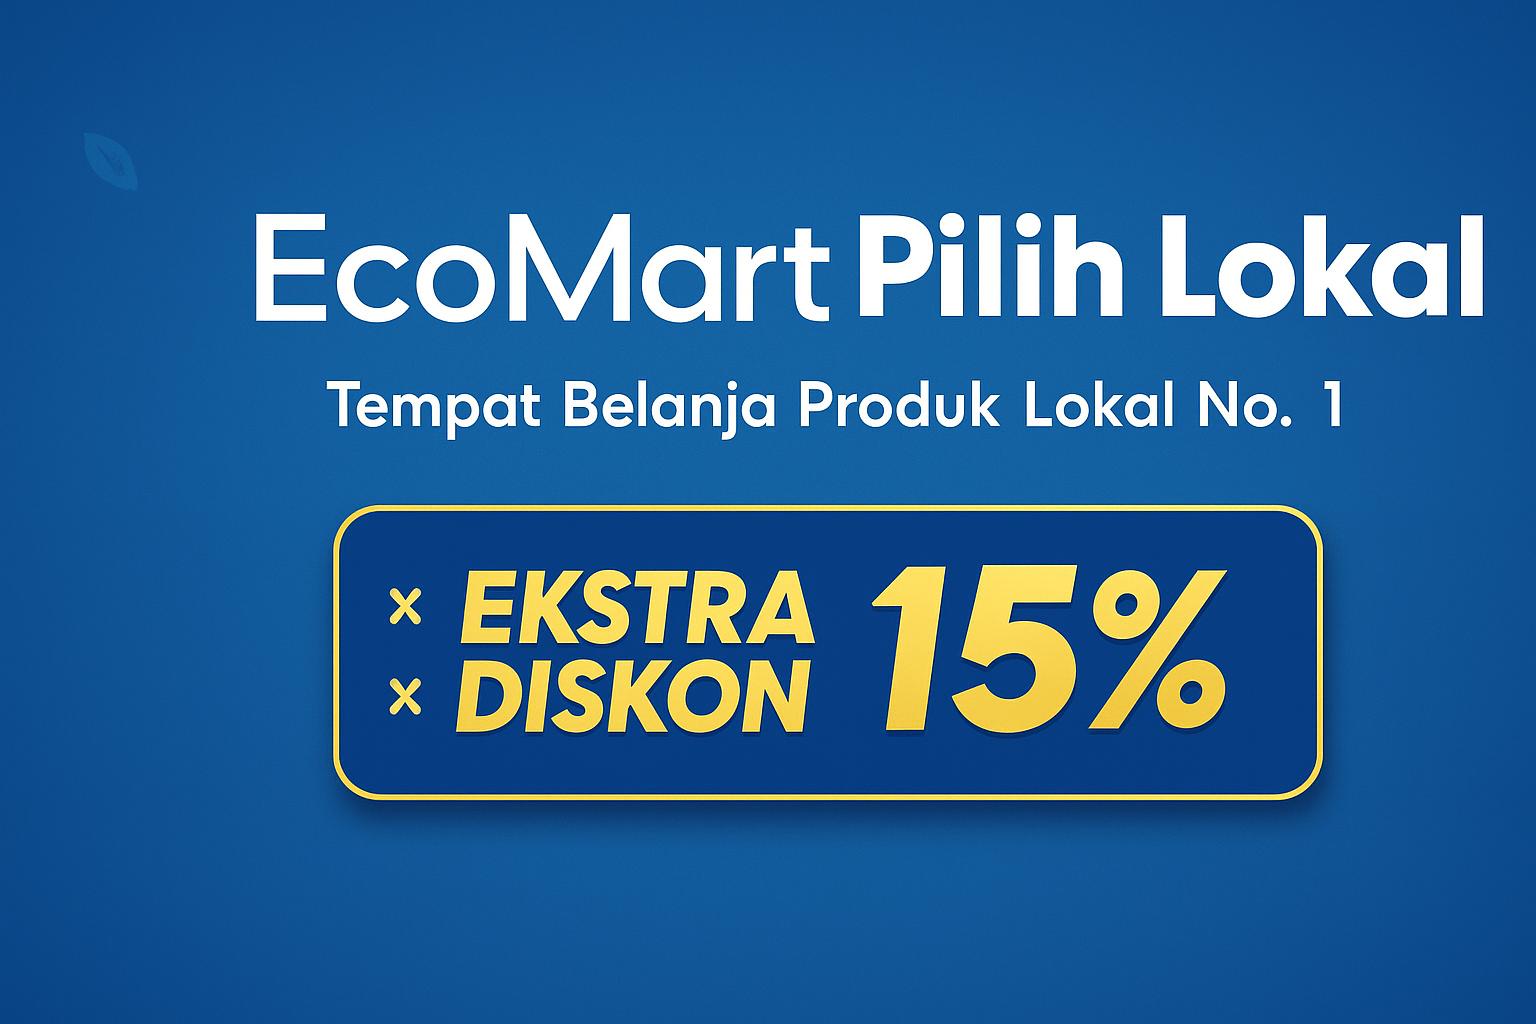 EcoMart Pilih Lokal
Tempat Belanja Produk Lokal No. 1
EKSTRA
DISKON
15%